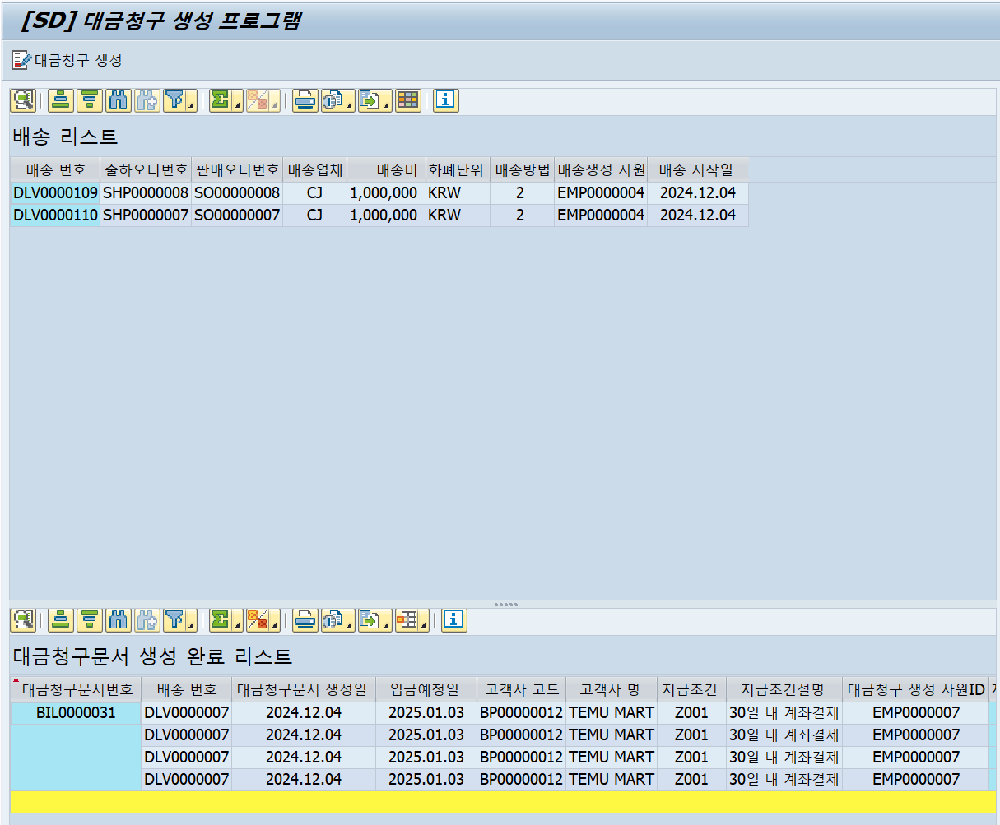 [SD] 대금청구 생성 프로그램
대금청구 생성
배송 리스트
배송 번호 출하오더번호 판매오더번호 배송업체 배송비 화폐단위 배송방법 배송생성 사원 배송 시작일
DLV0000109 SHP0000008 SO00000008 CJ 1,000,000 KRW 2 EMP0000004 2024.12.04
DLV0000110 SHP0000007 SO00000007 CJ 1,000,000 KRW 2 EMP0000004 2024.12.04
대금청구문서 생성 완료 리스트
대금청구문서번호 배송 번호 대금청구문서 생성일 입금예정일 고객사 코드 고객사 명 지급조건 지급조건설명 대금청구 생성 사원ID
BIL0000031 DLV0000007 2024.12.04 2025.01.03 BP00000012 TEMU MART Z001 30일 내 계좌결제 EMP0000007
DLV0000007 2024.12.04 2025.01.03 BP00000012 TEMU MART Z001 30일 내 계좌결제 EMP0000007
DLV0000007 2024.12.04 2025.01.03 BP00000012 TEMU MART Z001 30일 내 계좌결제 EMP0000007
DLV0000007 2024.12.04 2025.01.03 BP00000012 TEMU MART Z001 30일 내 계좌결제 EMP0000007